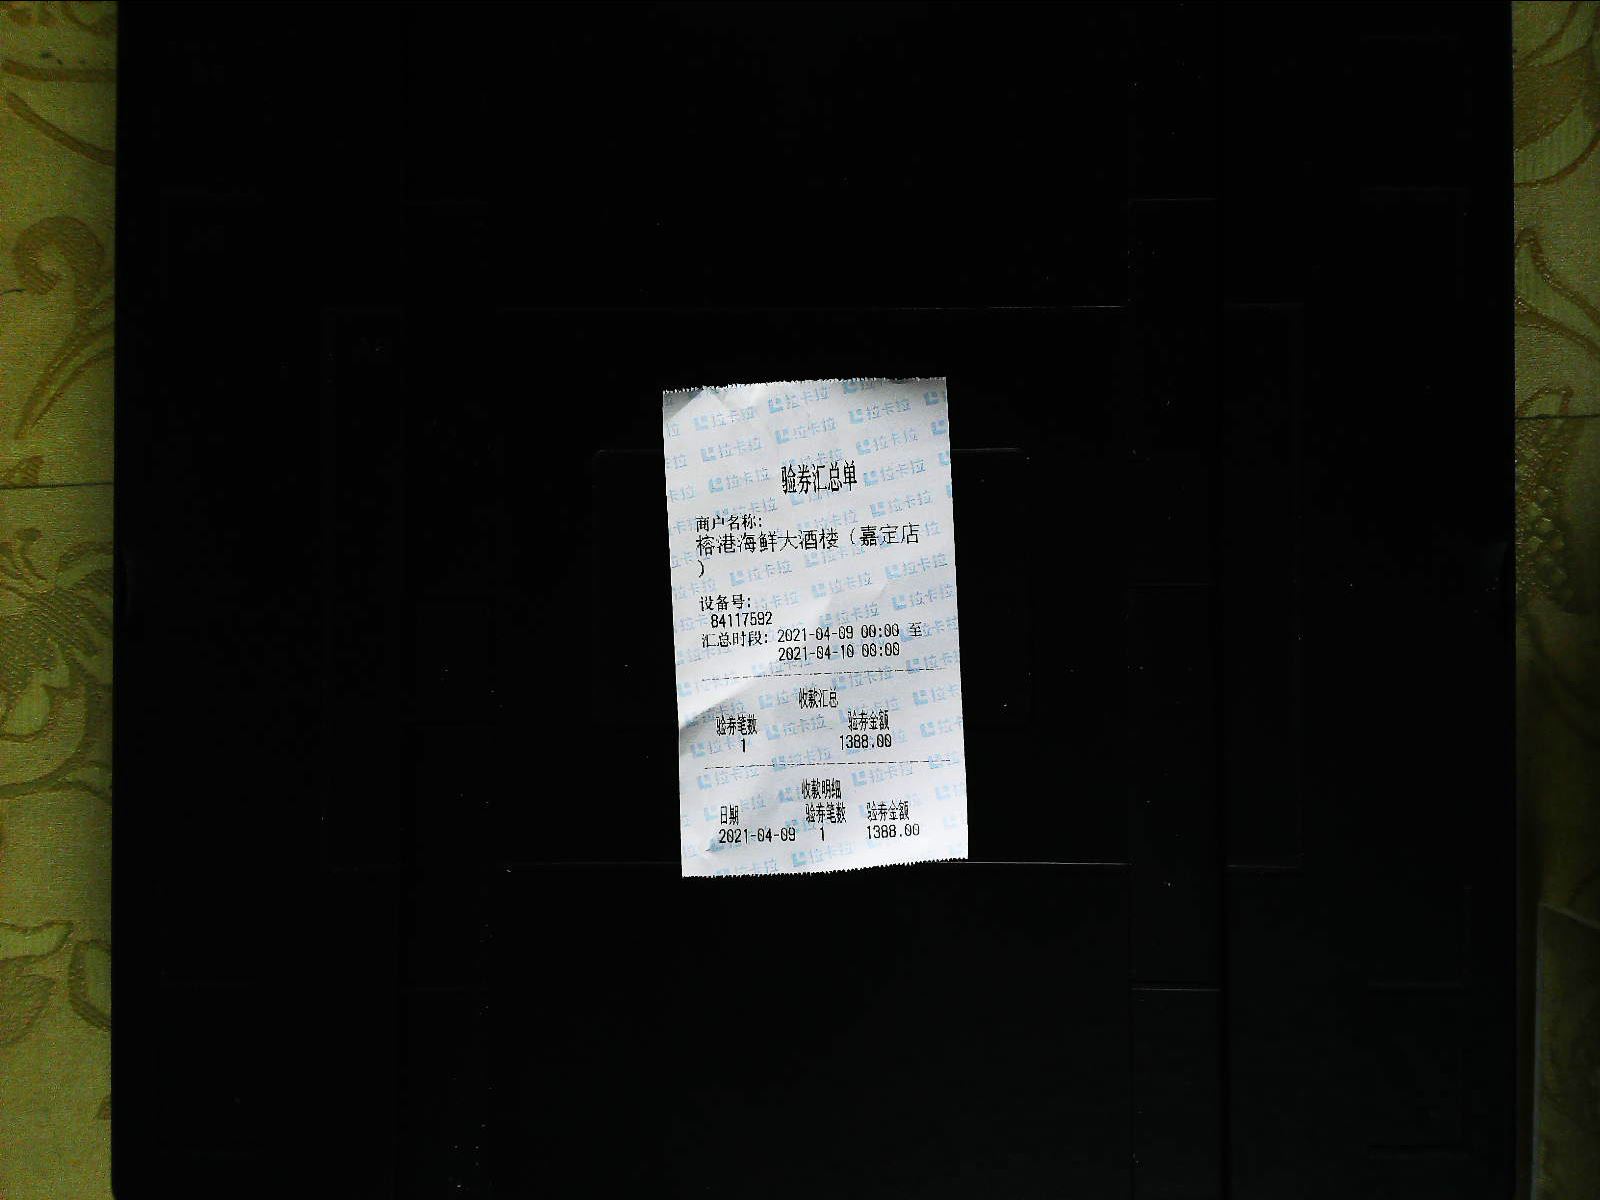 验券汇总单
商户名称:
榕港海鲜大酒楼（嘉定店
）
设备号:
84117592
汇总时段: 2021-04-09 00:00 至
2021-04-10 00:00
收款汇总
验券笔数 验券金额
1 1388.00
收款明细
日期 验券笔数 验券金额
2021-04-09 1 1388.00
拉卡拉